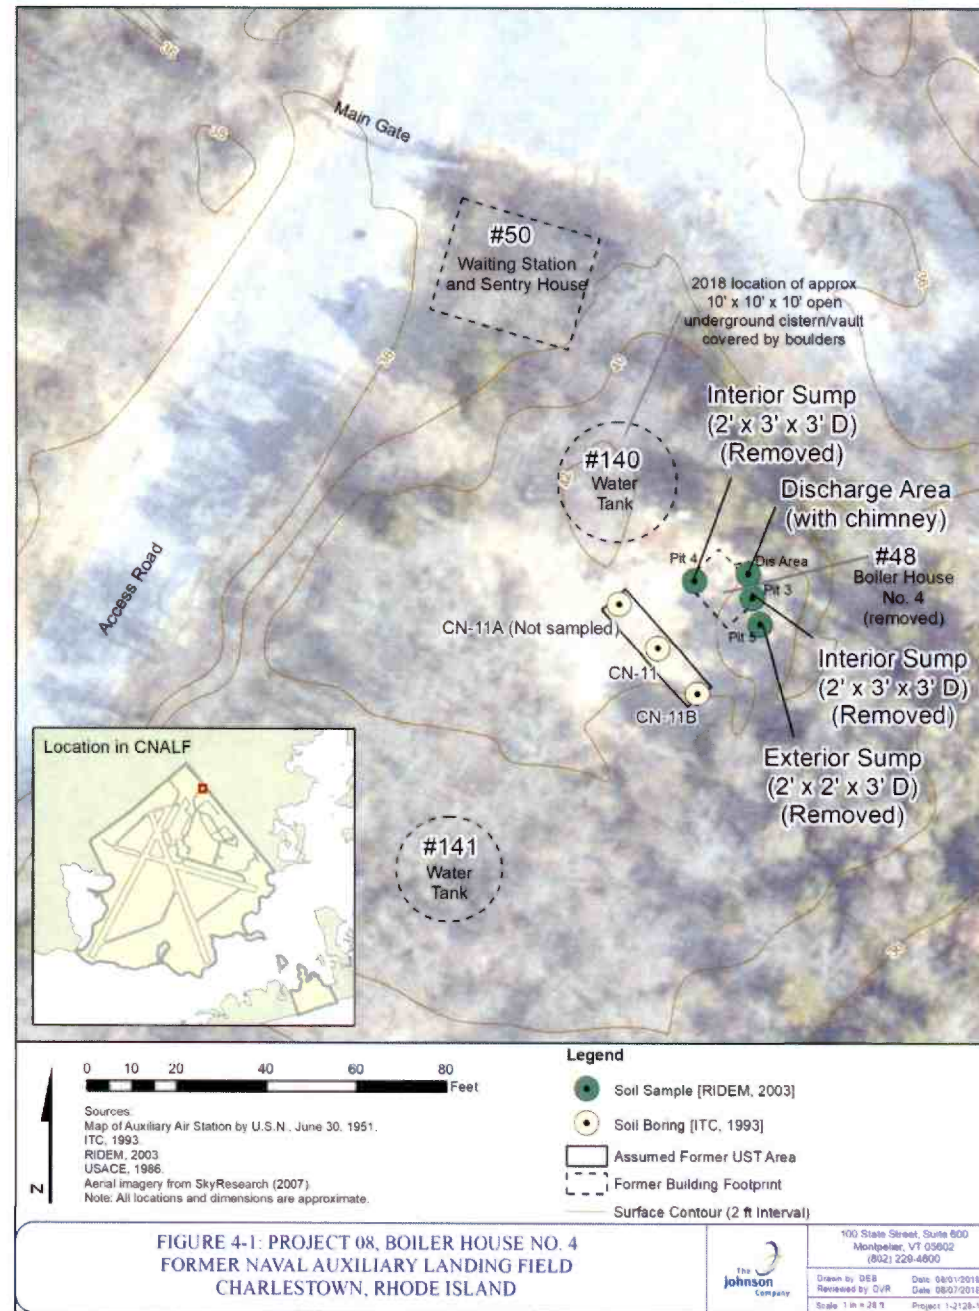 Main Gate
#50
Waiting Station
and Sentry House
2018 location of approx
10' x 10' x 10' open
underground cistern/vault
covered by boulders
Interior Sump
(2' x 3' x 3' D)
(Removed)
#140
Water
Tank
Discharge Area
(with chimney)
Access Road
Pit 4
Dis Area
#48
Boiler House
No. 4
(removed)
Pit 3
CN-11A (Not sampled)
Pit 5
CN-11
Interior Sump
(2' x 3' x 3' D)
(Removed)
CN-11B
Exterior Sump
(2' x 2' x 3' D)
(Removed)
Location in CNALF
#141
Water
Tank
0 10 20 40 60 80
Feet
N
Sources:
Map of Auxiliary Air Station by U.S.N., June 30, 1951.
ITC, 1993.
RIDEM, 2003
USACE, 1986.
Aerial imagery from SkyResearch (2007)
Note: All locations and dimensions are approximate.
Legend
Soil Sample [RIDEM, 2003]
Soil Boring [ITC, 1993]
Assumed Former UST Area
Former Building Footprint
Surface Contour (2 ft Interval)
FIGURE 4-1: PROJECT 08, BOILER HOUSE NO. 4
FORMER NAVAL AUXILIARY LANDING FIELD
CHARLESTOWN, RHODE ISLAND
The
Johnson
Company
100 State Street, Suite 600
Montpelier, VT 05602
(802) 229-4600
Drawn by: DEB
Reviewed by: DVR